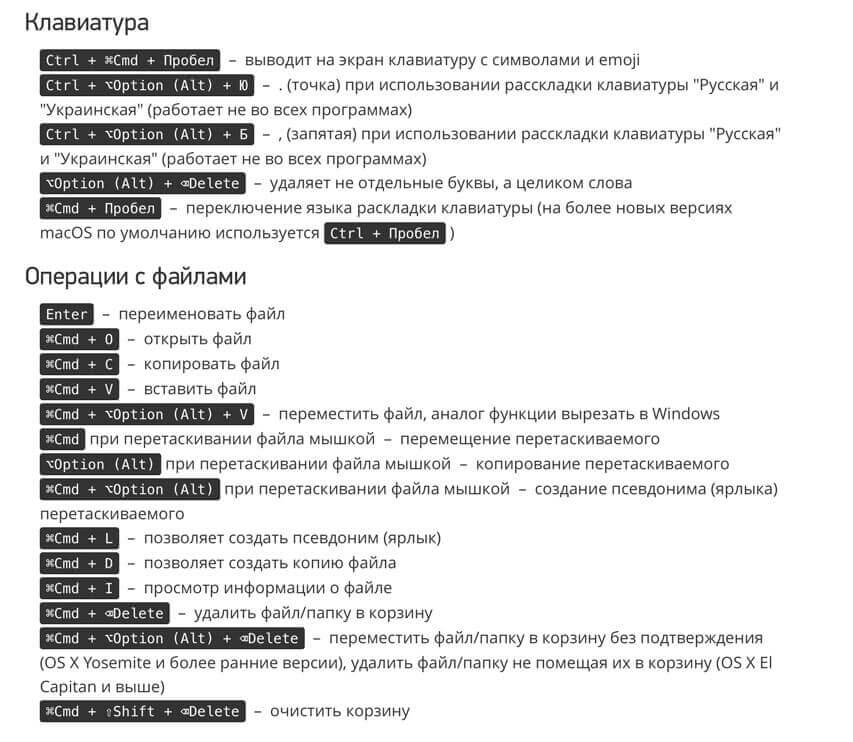 Клавиатура
Ctrl + ⌘Cmd + Пробел – выводит на экран клавиатуру с символами и emoji
Ctrl + ⌥Option (Alt) + Ю – . (точка) при использовании расскладки клавиатуры "Русская" и
"Украинская" (работает не во всех программах)
Ctrl + ⌥Option (Alt) + Б – , (запятая) при использовании расскладки клавиатуры "Русская"
и "Украинская" (работает не во всех программах)
⌥Option (Alt) + ⌫Delete – удаляет не отдельные буквы, а целиком слова
⌘Cmd + Пробел – переключение языка раскладки клавиатуры (на более новых версиях
macOS по умолчанию используется Ctrl + Пробел )
Операции с файлами
Enter – переименовать файл
⌘Cmd + O – открыть файл
⌘Cmd + C – копировать файл
⌘Cmd + V – вставить файл
⌘Cmd + ⌥Option (Alt) + V – переместить файл, аналог функции вырезать в Windows
⌘Cmd при перетаскивании файла мышкой – перемещение перетаскиваемого
⌥Option (Alt) при перетаскивании файла мышкой – копирование перетаскиваемого
⌘Cmd + ⌥Option (Alt) при перетаскивании файла мышкой – создание псевдонима (ярлыка)
перетаскиваемого
⌘Cmd + L – позволяет создать псевдоним (ярлык)
⌘Cmd + D – позволяет создать копию файла
⌘Cmd + I – просмотр информации о файле
⌘Cmd + ⌫Delete – удалить файл/папку в корзину
⌘Cmd + ⌥Option (Alt) + ⌫Delete – переместить файл/папку в корзину без подтверждения
(OS X Yosemite и более ранние версии), удалить файл/папку не помещая их в корзину (OS X El
Capitan и выше)
⌘Cmd + ⇧Shift + ⌫Delete – очистить корзину